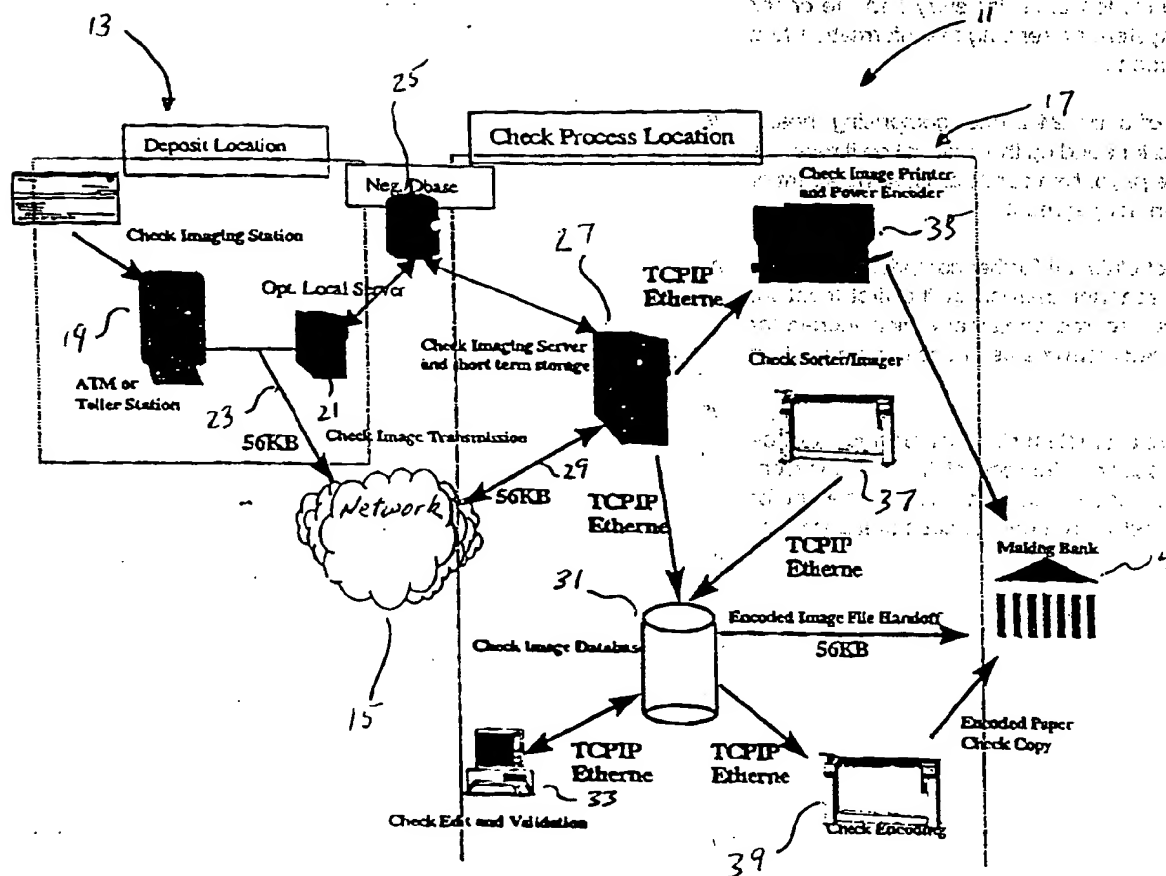 13
25
11
17
Deposit Location
Check Process Location
Neg. Dbase
Check Imaging Station
Check Image Printer
and Power Encoder
35
27
TCPIP
Etherne
Opt. Local Server
19
Check Imaging Server
and short term storage
Check Sorter/Imager
ATM or
Teller Station
23
21
56KB
Check Image Transmission
29
56KB
Network
TCPIP
Etherne
37
TCPIP
Etherne
Making Bank
31
Encoded Image File Handoff
56KB
Check Image Databas
15
TCPIP
Etherne
TCPIP
Etherne
Encoded Paper
Check Copy
33
Check Edit and Validation
Check Encoding
39